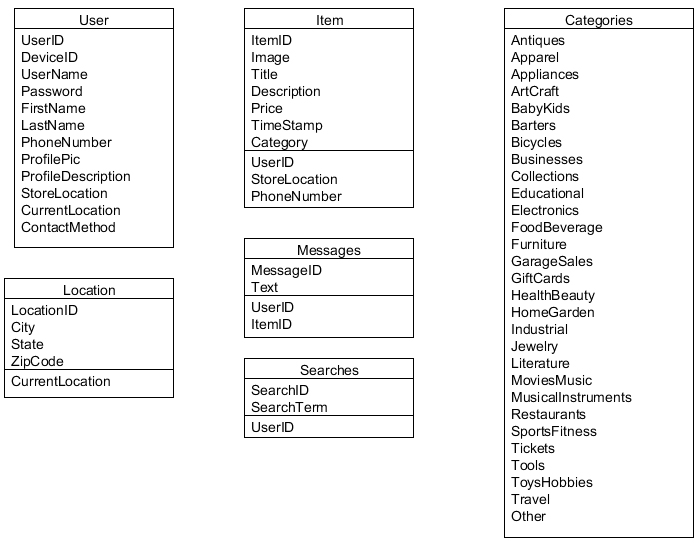 User
UserID
DeviceID
UserName
Password
FirstName
LastName
PhoneNumber
ProfilePic
ProfileDescription
StoreLocation
CurrentLocation
ContactMethod
Location
LocationID
City
State
ZipCode
CurrentLocation
Item
ItemID
Image
Title
Description
Price
TimeStamp
Category
UserID
StoreLocation
PhoneNumber
Messages
MessageID
Text
UserID
ItemID
Searches
SearchID
SearchTerm
UserID
Categories
Antiques
Apparel
Appliances
ArtCraft
BabyKids
Barters
Bicycles
Businesses
Collections
Educational
Electronics
FoodBeverage
Furniture
GarageSales
GiftCards
HealthBeauty
HomeGarden
Industrial
Jewelry
Literature
MoviesMusic
MusicalInstruments
Restaurants
SportsFitness
Tickets
Tools
ToysHobbies
Travel
Other